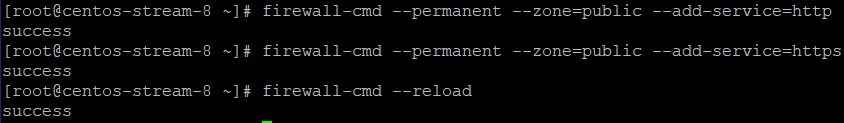 [root@centos-stream-8 ~]# firewall-cmd --permanent --zone=public --add-service=http
success
[root@centos-stream-8 ~]# firewall-cmd --permanent --zone=public --add-service=https
success
[root@centos-stream-8 ~]# firewall-cmd --reload
success